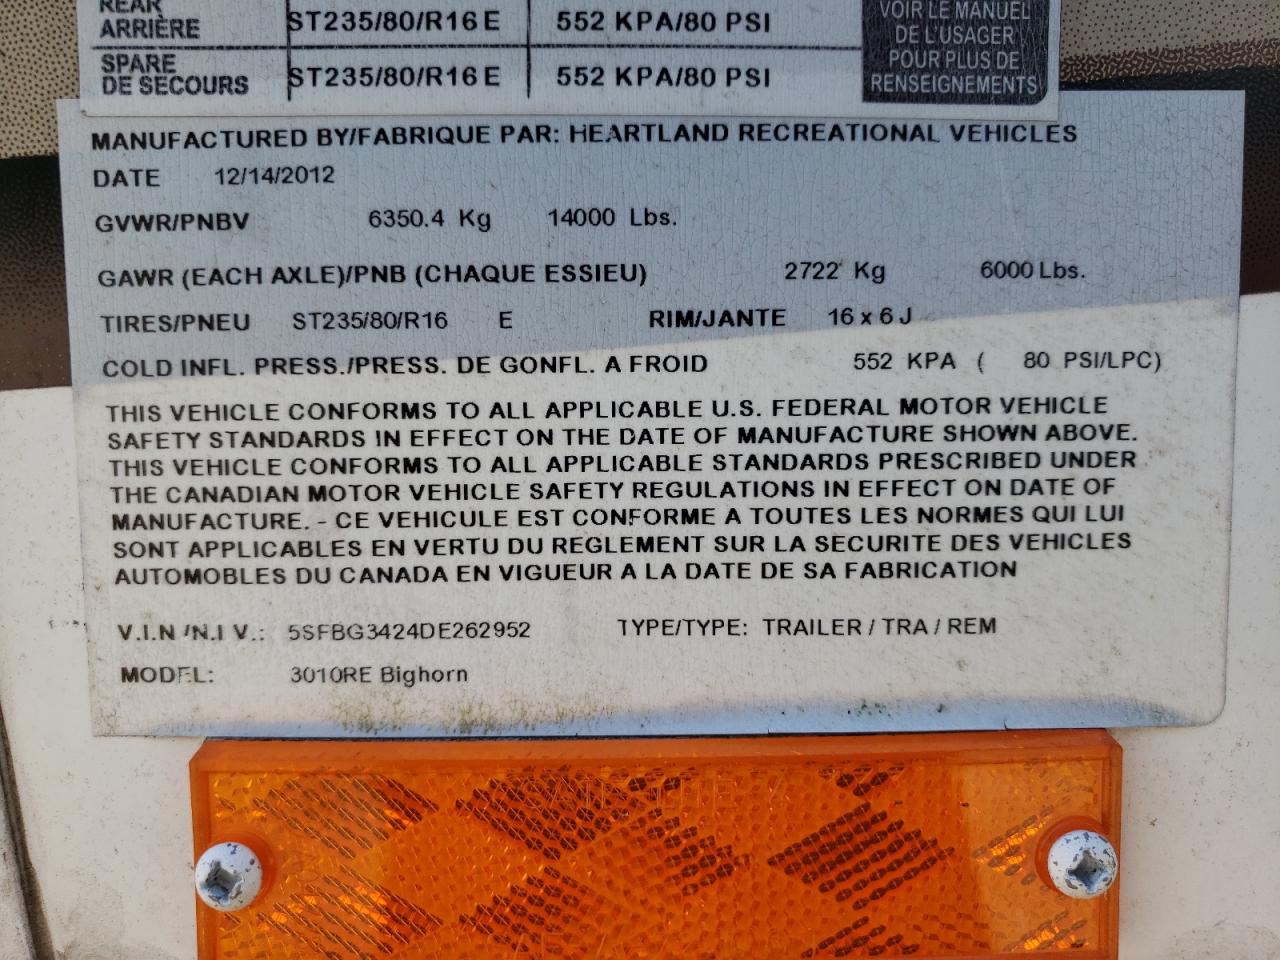 REAR ARRIÈRE ST235/80/R16 E 552 KPA/80 PSI
SPARE DE SECOURS ST235/80/R16 E 552 KPA/80 PSI
VOIR LE MANUEL
DE L'USAGER
POUR PLUS DE
RENSEIGNEMENTS
MANUFACTURED BY/FABRIQUE PAR: HEARTLAND RECREATIONAL VEHICLES
DATE 12/14/2012
GVWR/PNBV 6350.4 Kg 14000 Lbs.
GAWR (EACH AXLE)/PNB (CHAQUE ESSIEU) 2722 Kg 6000 Lbs.
TIRES/PNEU ST235/80/R16 E RIM/JANTE 16 x 6 J
COLD INFL. PRESS./PRESS. DE GONFL. A FROID 552 KPA ( 80 PSI/LPC)
THIS VEHICLE CONFORMS TO ALL APPLICABLE U.S. FEDERAL MOTOR VEHICLE
SAFETY STANDARDS IN EFFECT ON THE DATE OF MANUFACTURE SHOWN ABOVE.
THIS VEHICLE CONFORMS TO ALL APPLICABLE STANDARDS PRESCRIBED UNDER
THE CANADIAN MOTOR VEHICLE SAFETY REGULATIONS IN EFFECT ON DATE OF
MANUFACTURE. - CE VEHICULE EST CONFORME A TOUTES LES NORMES QUI LUI
SONT APPLICABLES EN VERTU DU REGLEMENT SUR LA SECURITE DES VEHICLES
AUTOMOBLES DU CANADA EN VIGUEUR A LA DATE DE SA FABRICATION
V.I.N /N.I V.: 5SFBG3424DE262952 TYPE/TYPE: TRAILER / TRA / REM
MODEL: 3010RE Bighorn